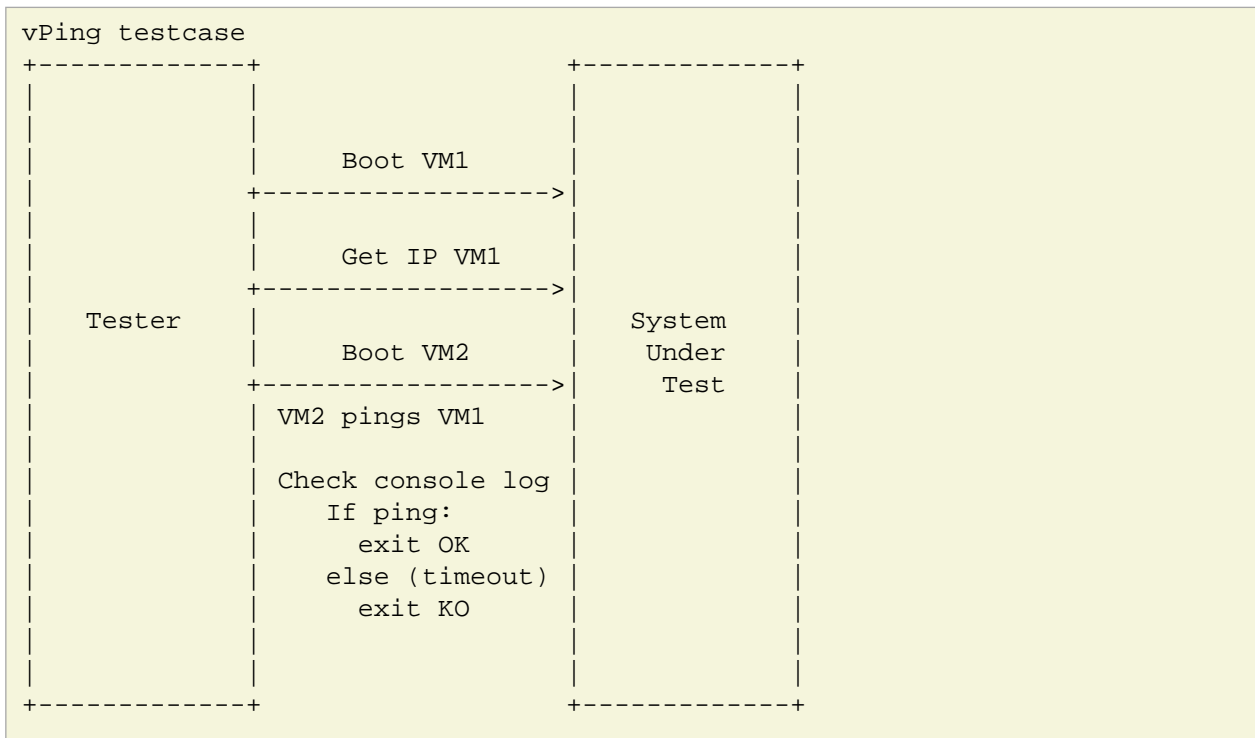 vPing testcase
+-------------+                    +-------------+
|             |                    |             |
|             |                    |             |
|             |     Boot VM1       |             |
|             +------------------>|             |
|             |                    |             |
|             |     Get IP VM1     |             |
|             +------------------>|             |
|   Tester    |                    |   System    |
|             |     Boot VM2       |    Under    |
|             +------------------>|     Test    |
|             | VM2 pings VM1      |             |
|             |                    |             |
|             | Check console log  |             |
|             |    If ping:        |             |
|             |      exit OK       |             |
|             |    else (timeout)  |             |
|             |      exit KO       |             |
|             |                    |             |
|             |                    |             |
+-------------+                    +-------------+